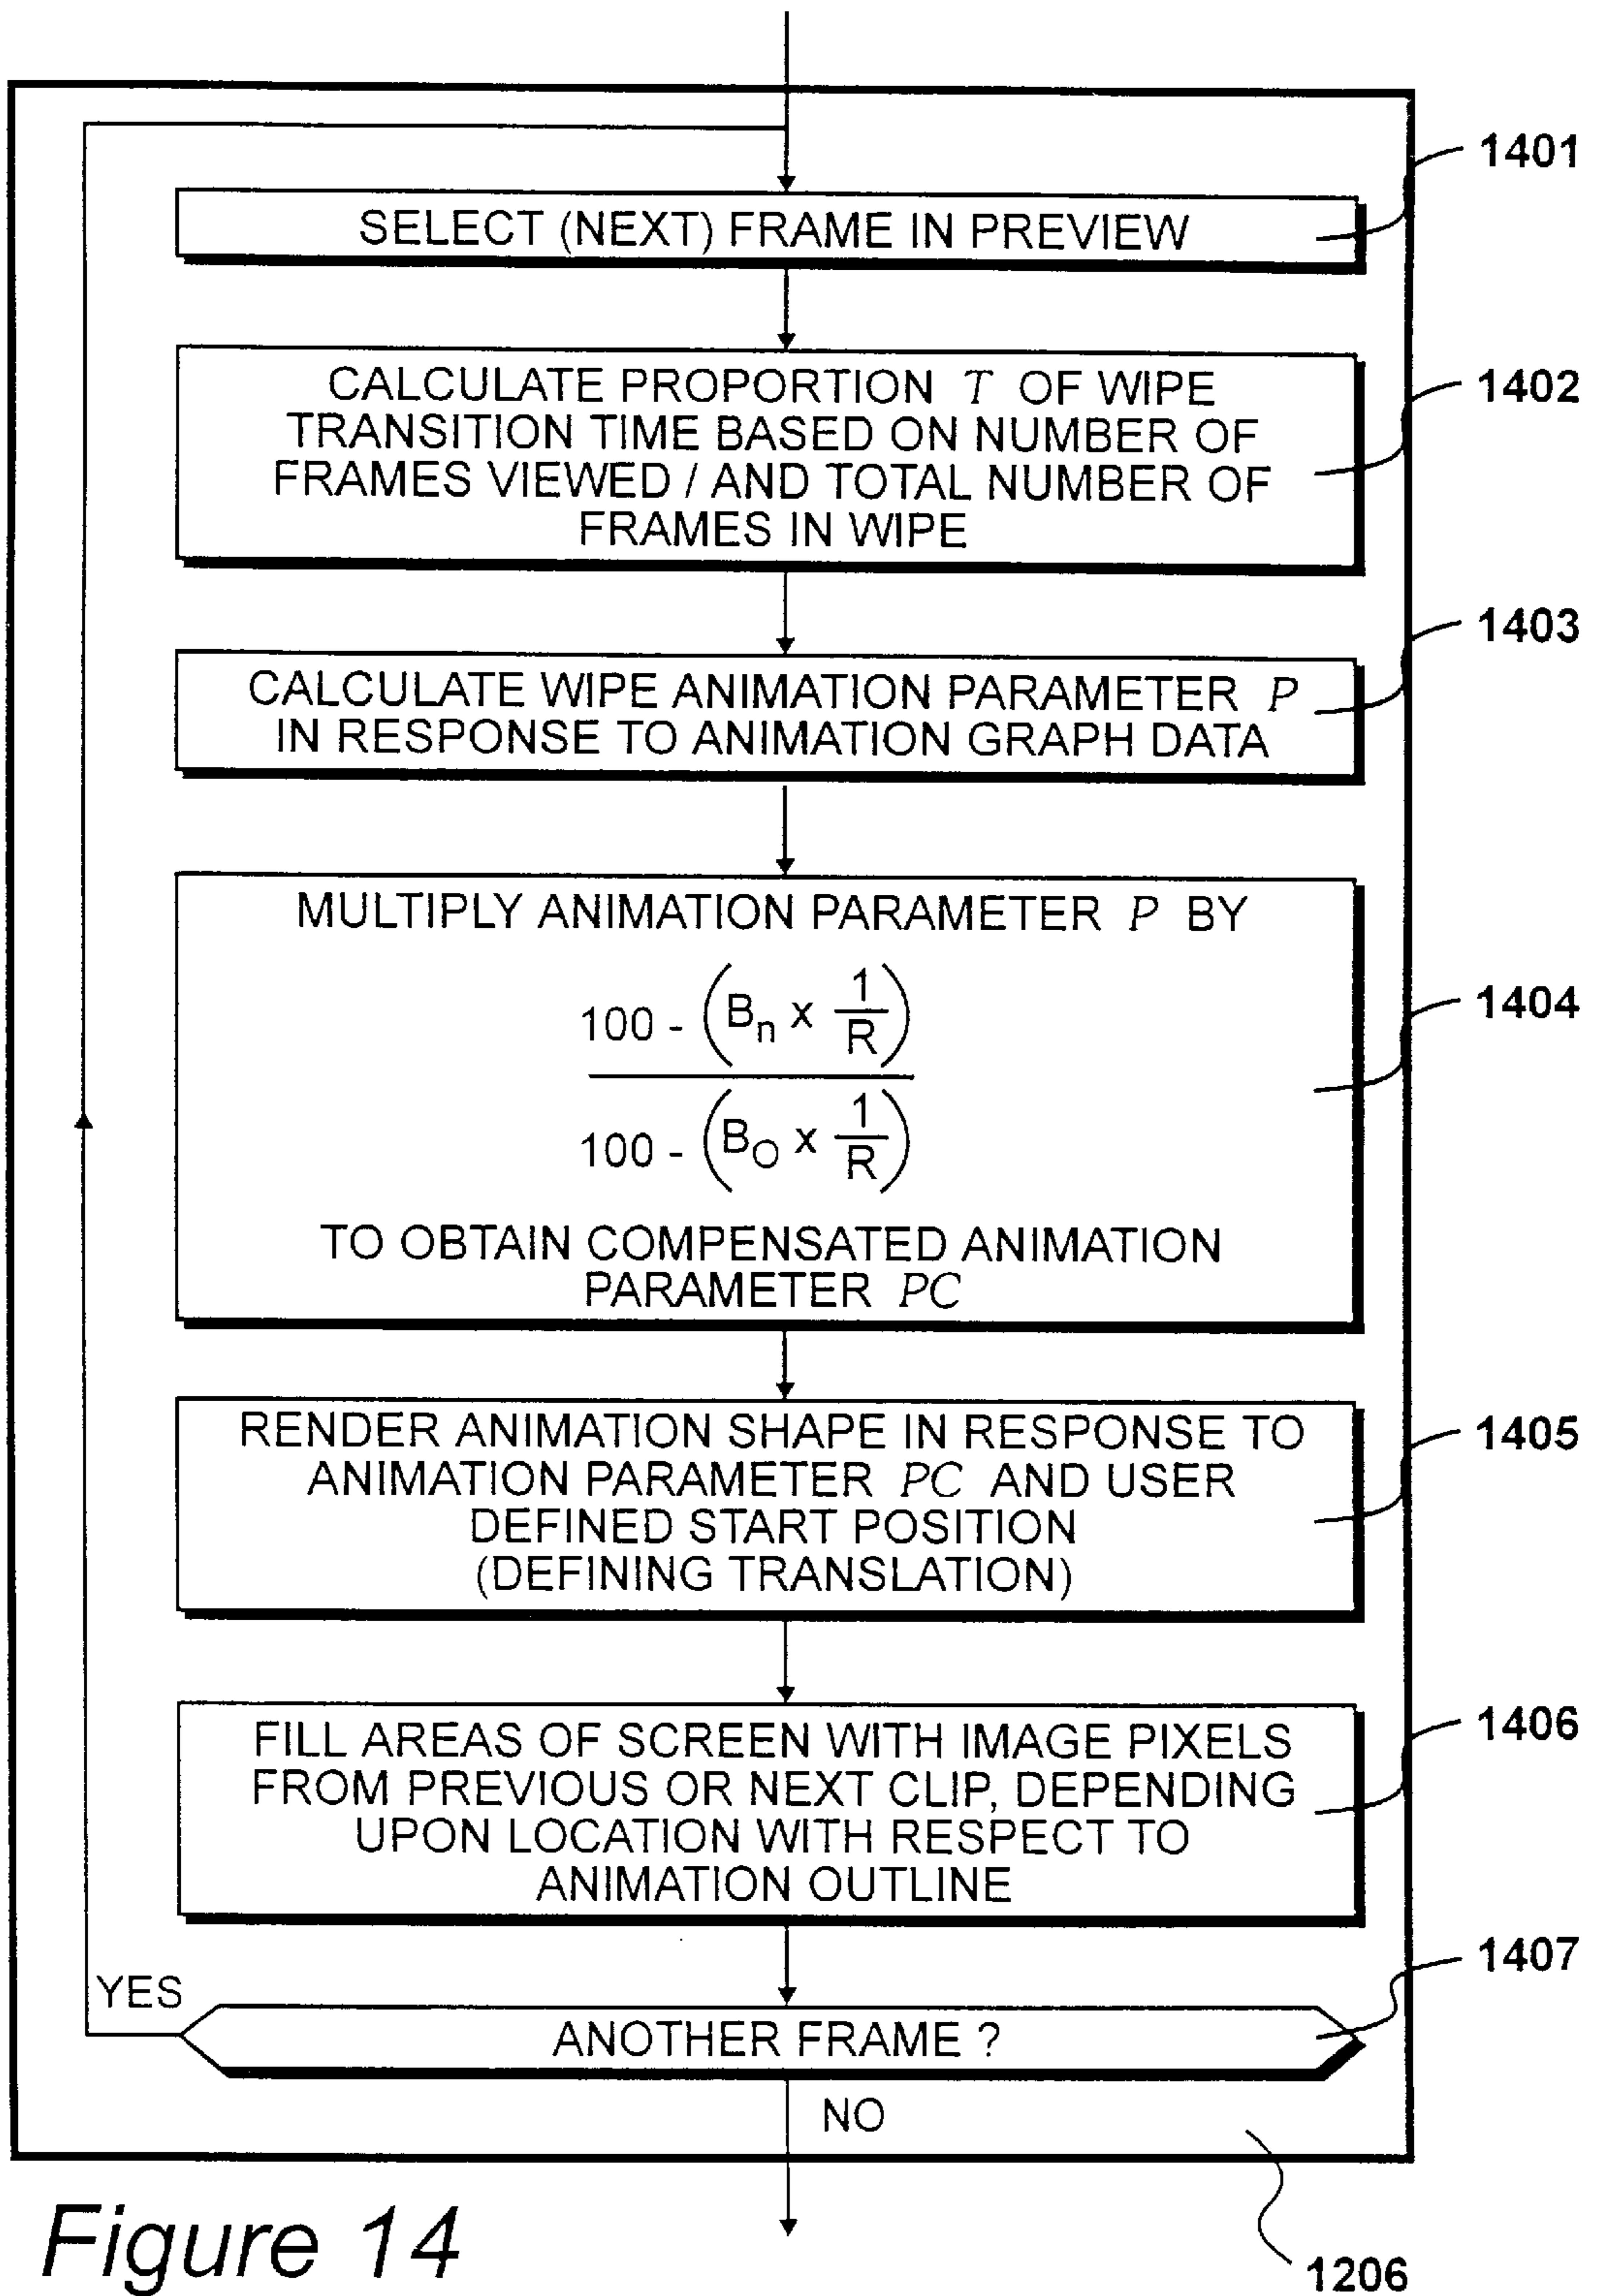 1401
SELECT (NEXT) FRAME IN PREVIEW
CALCULATE PROPORTION T OF WIPE
TRANSITION TIME BASED ON NUMBER OF
FRAMES VIEWED / AND TOTAL NUMBER OF
FRAMES IN WIPE
1402
1403
CALCULATE WIPE ANIMATION PARAMETER P
IN RESPONSE TO ANIMATION GRAPH DATA
MULTIPLY ANIMATION PARAMETER P BY
100 - (Bn x 1/R)
100 - (BO x 1/R)
TO OBTAIN COMPENSATED ANIMATION
PARAMETER PC
1404
RENDER ANIMATION SHAPE IN RESPONSE TO
ANIMATION PARAMETER PC AND USER
DEFINED START POSITION
(DEFINING TRANSLATION)
1405
FILL AREAS OF SCREEN WITH IMAGE PIXELS
FROM PREVIOUS OR NEXT CLIP, DEPENDING
UPON LOCATION WITH RESPECT TO
ANIMATION OUTLINE
1406
1407
YES
ANOTHER FRAME ?
NO
Figure 14
1206